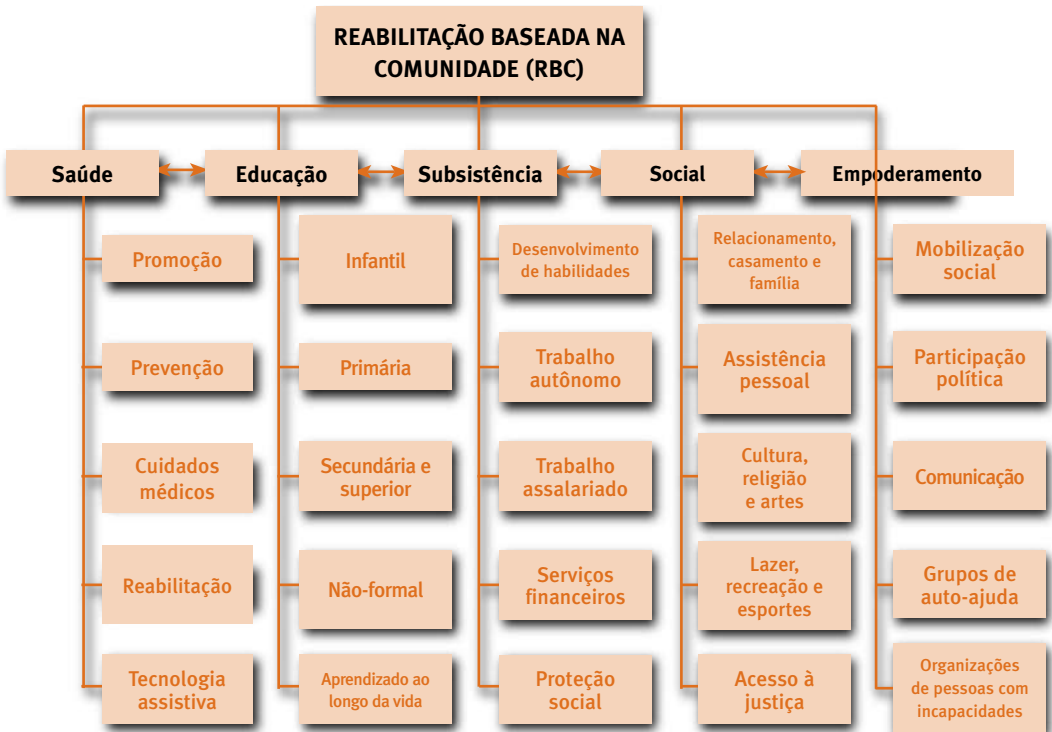 REABILITAÇÃO BASEADA NA
COMUNIDADE (RBC)
Saúde
Educação
Subsistência
Social
Empoderamento
Promoção
Prevenção
Cuidados
médicos
Reabilitação
Tecnologia
assistiva
Infantil
Primária
Secundária e
superior
Não-formal
Aprendizado ao
longo da vida
Desenvolvimento
de habilidades
Trabalho
autônomo
Trabalho
assalariado
Serviços
financeiros
Proteção
social
Relacionamento,
casamento e
família
Assistência
pessoal
Cultura,
religião
e artes
Lazer,
recreação e
esportes
Acesso à
justiça
Mobilização
social
Participação
política
Comunicação
Grupos de
auto-ajuda
Organizações
de pessoas com
incapacidades